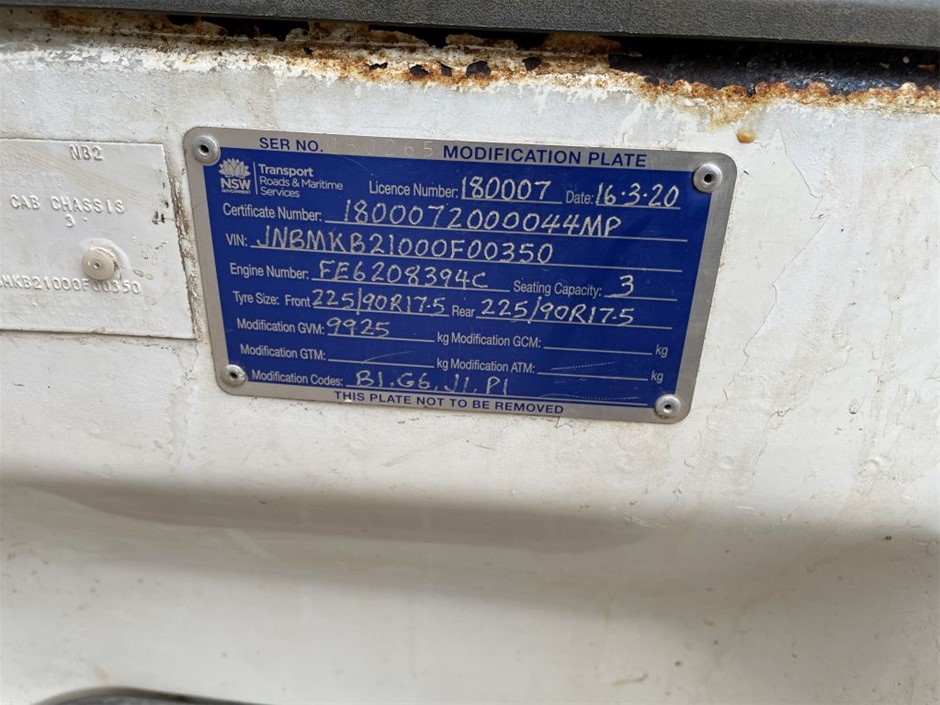 NB2
CAB CHASSIS
3
MKB21000F00350
SER NO. MODIFICATION PLATE
NSW GOVERNMENT
Transport
Roads & Maritime
Services
Licence Number: 180007 Date: 16.3.20
Certificate Number: 1800072000044MP
VIN: JNBMKB21000F00350
Engine Number: FE6208394C Seating Capacity: 3
Tyre Size: Front 225/90R17.5 Rear 225/90R17.5
Modification GVM: 9925 kg Modification GCM: kg
Modification GTM: kg Modification ATM: kg
Modification Codes: B1. G6, J1, P1
THIS PLATE NOT TO BE REMOVED